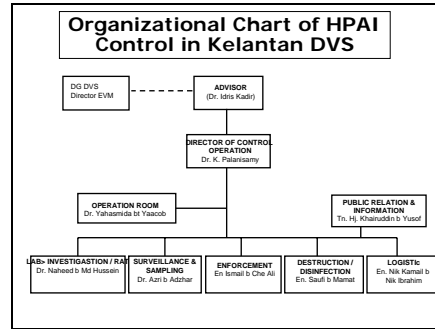 Organizational Chart of HPAI
Control in Kelantan DVS
DG DVS
Director EVM
ADVISOR
(Dr. Idris Kadir)
DIRECTOR OF CONTROL
OPERATION
Dr. K. Palanisamy
OPERATION ROOM
Dr. Yahasmida bt Yaacob
PUBLIC RELATION &
INFORMATION
Tn. Hj. Khairuddin b Yusof
LAB> INVESTIGASTION / RAT
Dr. Naheed b Md Hussein
SURVEILLANCE &
SAMPLING
Dr. Azri b Adzhar
ENFORCEMENT
En Ismail b Che Ali
DESTRUCTION /
DISINFECTION
En. Saufi b Mamat
LOGISTIc
En. Nik Kamail b
Nik Ibrahim